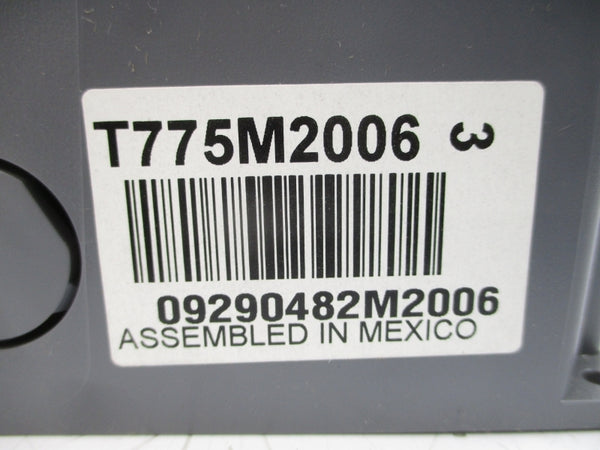 T775M2006 3
09290482M2006
ASSEMBLED IN MEXICO